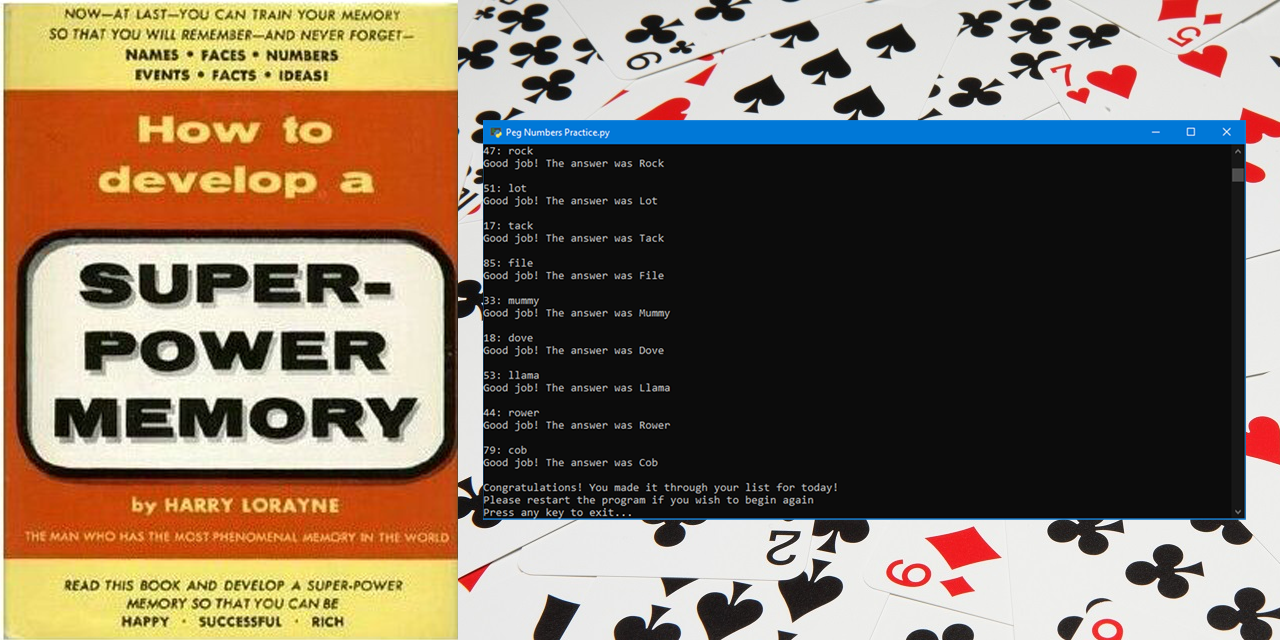 NOW—AT LAST—YOU CAN TRAIN YOUR MEMORY
SO THAT YOU WILL REMEMBER—AND NEVER FORGET—
NAMES • FACES • NUMBERS
EVENTS • FACTS • IDEAS!
How to
develop a
SUPER-
POWER
MEMORY
by HARRY LORAYNE
THE MAN WHO HAS THE MOST PHENOMENAL MEMORY IN THE WORLD
READ THIS BOOK AND DEVELOP A SUPER-POWER
MEMORY SO THAT YOU CAN BE
HAPPY · SUCCESSFUL · RICH
6
5
7
Peg Numbers Practice.py
47: rock
Good job! The answer was Rock
51: lot
Good job! The answer was Lot
17: tack
Good job! The answer was Tack
85: file
Good job! The answer was File
33: mummy
Good job! The answer was Mummy
18: dove
Good job! The answer was Dove
53: llama
Good job! The answer was Llama
44: rower
Good job! The answer was Rower
79: cob
Good job! The answer was Cob
Congratulations! You made it through your list for today!
Please restart the program if you wish to begin again
Press any key to exit...
2
9